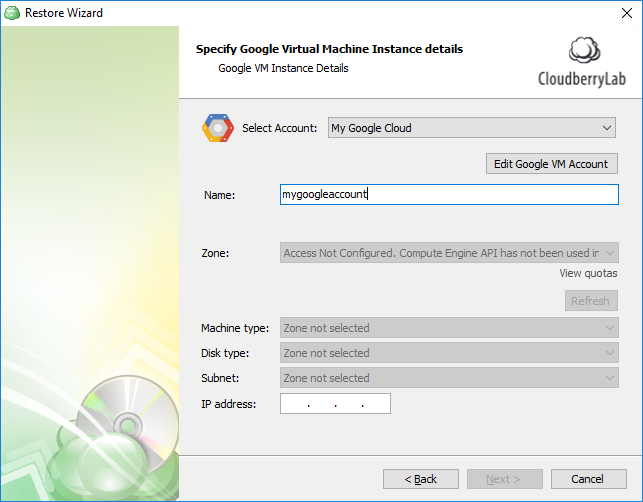 Restore Wizard
Specify Google Virtual Machine Instance details
Google VM Instance Details
CloudberryLab
Select Account: My Google Cloud
Edit Google VM Account
Name: mygoogleaccount
Zone: Access Not Configured. Compute Engine API has not been used in
View quotas
Refresh
Machine type: Zone not selected
Disk type: Zone not selected
Subnet: Zone not selected
IP address: . . .
< Back Next > Cancel